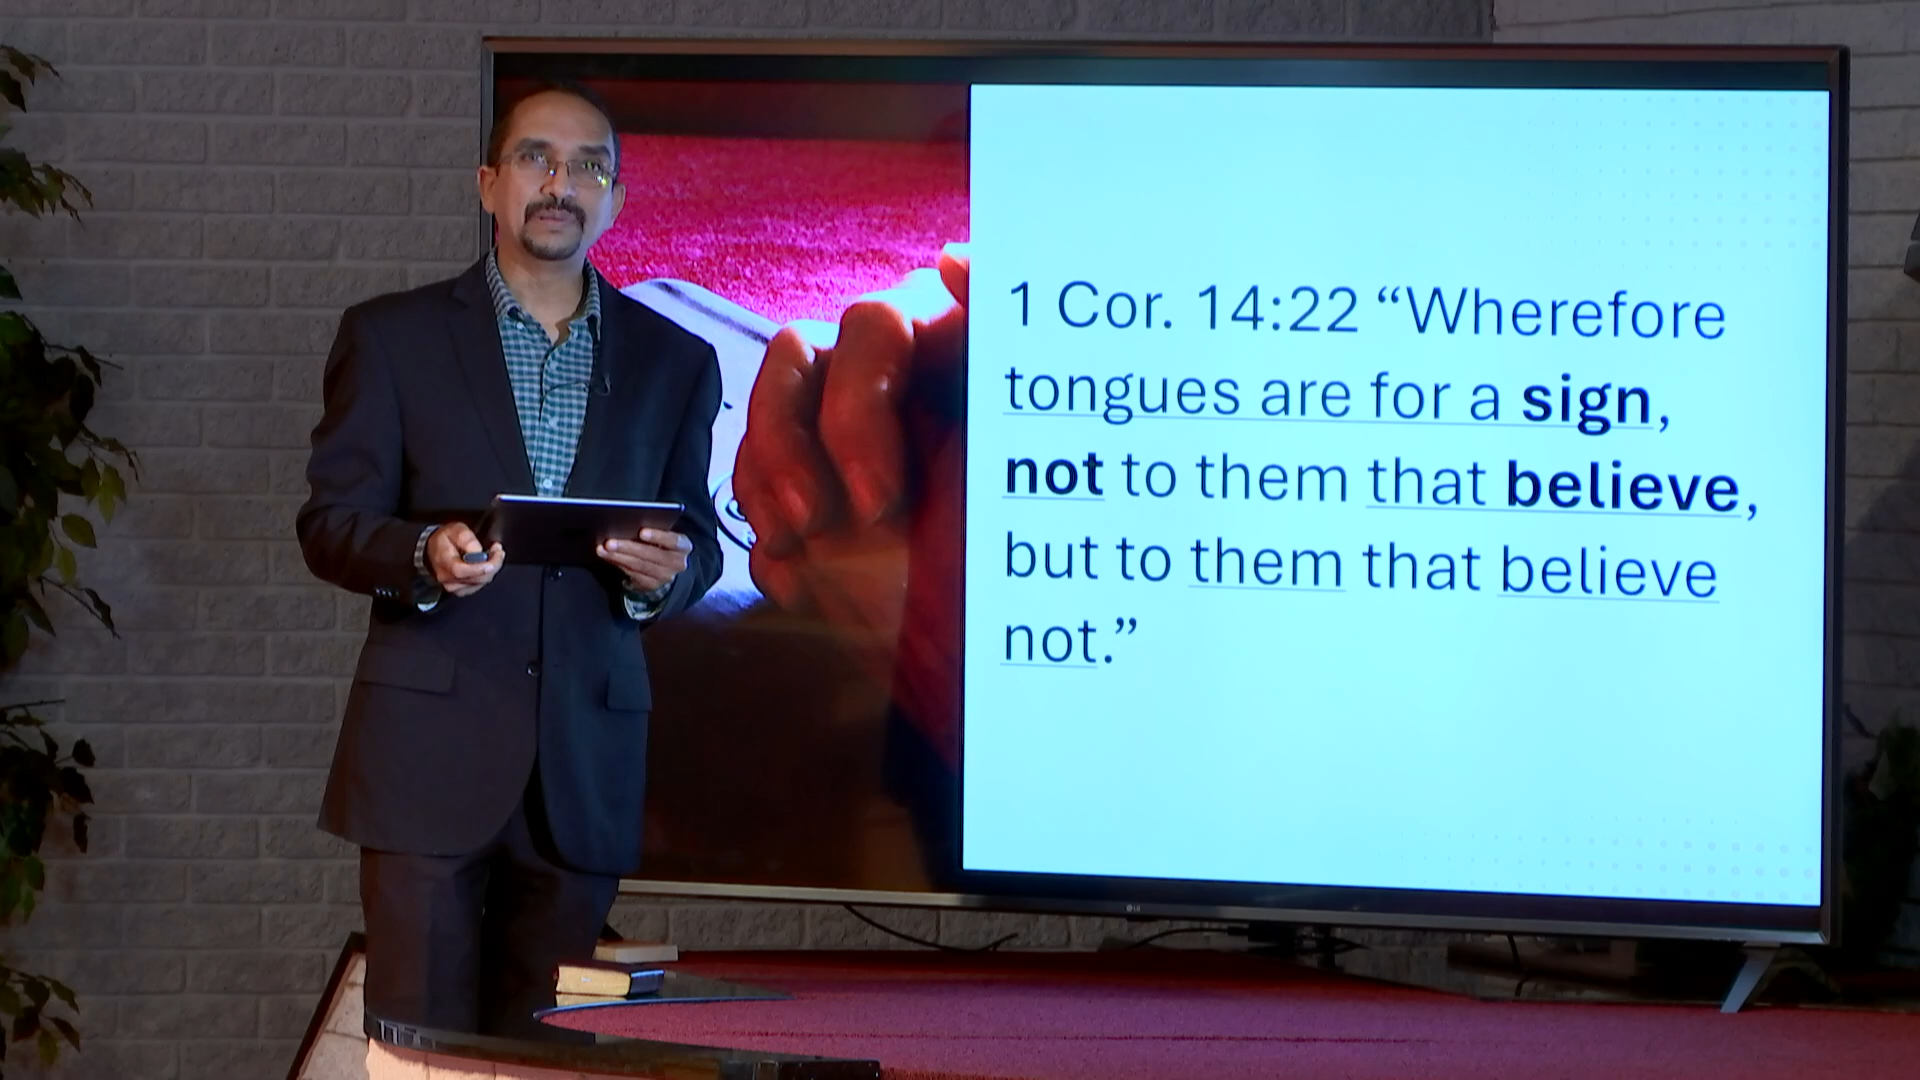 1 Cor. 14:22 “Wherefore
tongues are for a sign,
not to them that believe,
but to them that believe
not.”
LG